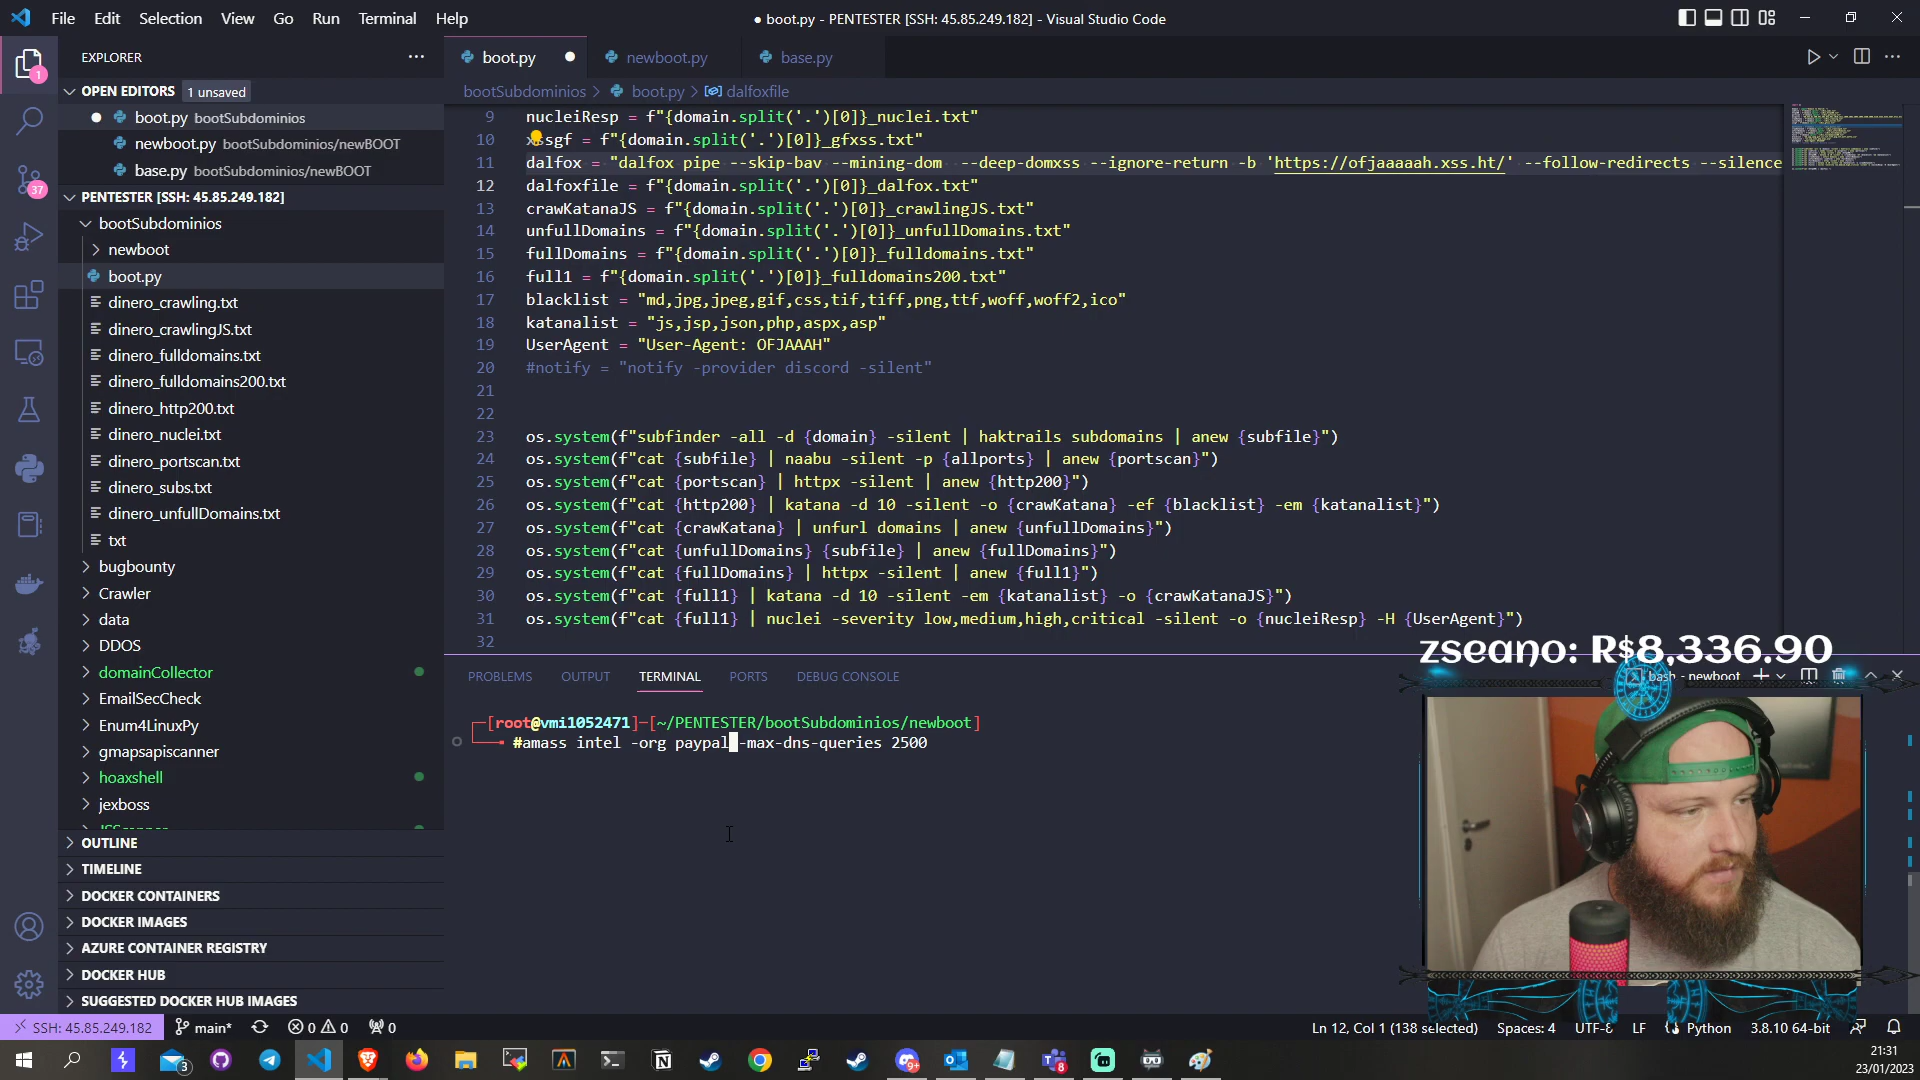 File Edit Selection View Go Run Terminal Help
● boot.py - PENTESTER [SSH: 45.85.249.182] - Visual Studio Code
EXPLORER
boot.py
newboot.py
base.py
OPEN EDITORS 1 unsaved
bootSubdominios > boot.py > dalfoxfile
boot.py bootSubdominios
newboot.py bootSubdominios/newBOOT
base.py bootSubdominios/newBOOT
PENTESTER [SSH: 45.85.249.182]
bootSubdominios
newboot
boot.py
dinero_crawling.txt
dinero_crawlingJS.txt
dinero_fulldomains.txt
dinero_fulldomains200.txt
dinero_http200.txt
dinero_nuclei.txt
dinero_portscan.txt
dinero_subs.txt
dinero_unfullDomains.txt
txt
bugbounty
Crawler
data
DDOS
domainCollector
EmailSecCheck
Enum4LinuxPy
gmapsapiscanner
hoaxshell
jexboss
OUTLINE
TIMELINE
DOCKER CONTAINERS
DOCKER IMAGES
AZURE CONTAINER REGISTRY
DOCKER HUB
SUGGESTED DOCKER HUB IMAGES
1
37
9 nucleiResp = f"{domain.split('.')[0]}_nuclei.txt"
10 xssgf = f"{domain.split('.')[0]}_gfxss.txt"
11 dalfox = "dalfox pipe --skip-bav --mining-dom  --deep-domxss --ignore-return -b 'https://ofjaaaaah.xss.ht/' --follow-redirects --silence
12 dalfoxfile = f"{domain.split('.')[0]}_dalfox.txt"
13 crawKatanaJS = f"{domain.split('.')[0]}_crawlingJS.txt"
14 unfullDomains = f"{domain.split('.')[0]}_unfullDomains.txt"
15 fullDomains = f"{domain.split('.')[0]}_fulldomains.txt"
16 full1 = f"{domain.split('.')[0]}_fulldomains200.txt"
17 blacklist = "md,jpg,jpeg,gif,css,tif,tiff,png,ttf,woff,woff2,ico"
18 katanalist = "js,jsp,json,php,aspx,asp"
19 UserAgent = "User-Agent: OFJAAAH"
20 #notify = "notify -provider discord -silent"
21
22
23 os.system(f"subfinder -all -d {domain} -silent | haktrails subdomains | anew {subfile}")
24 os.system(f"cat {subfile} | naabu -silent -p {allports} | anew {portscan}")
25 os.system(f"cat {portscan} | httpx -silent | anew {http200}")
26 os.system(f"cat {http200} | katana -d 10 -silent -o {crawKatana} -ef {blacklist} -em {katanalist}")
27 os.system(f"cat {crawKatana} | unfurl domains | anew {unfullDomains}")
28 os.system(f"cat {unfullDomains} {subfile} | anew {fullDomains}")
29 os.system(f"cat {fullDomains} | httpx -silent | anew {full1}")
30 os.system(f"cat {full1} | katana -d 10 -silent -em {katanalist} -o {crawKatanaJS}")
31 os.system(f"cat {full1} | nuclei -severity low,medium,high,critical -silent -o {nucleiResp} -H {UserAgent}")
32
zseano: R$8,336.90
PROBLEMS OUTPUT TERMINAL PORTS DEBUG CONSOLE
bash - newboot
[root@vmi1052471]-[~/PENTESTER/bootSubdominios/newboot]
#amass intel -org paypal -max-dns-queries 2500
SSH: 45.85.249.182 main* 0 0 0
Ln 12, Col 1 (138 selected) Spaces: 4 UTF-8 LF Python 3.8.10 64-bit
3
9+
8
21:31
23/01/2023